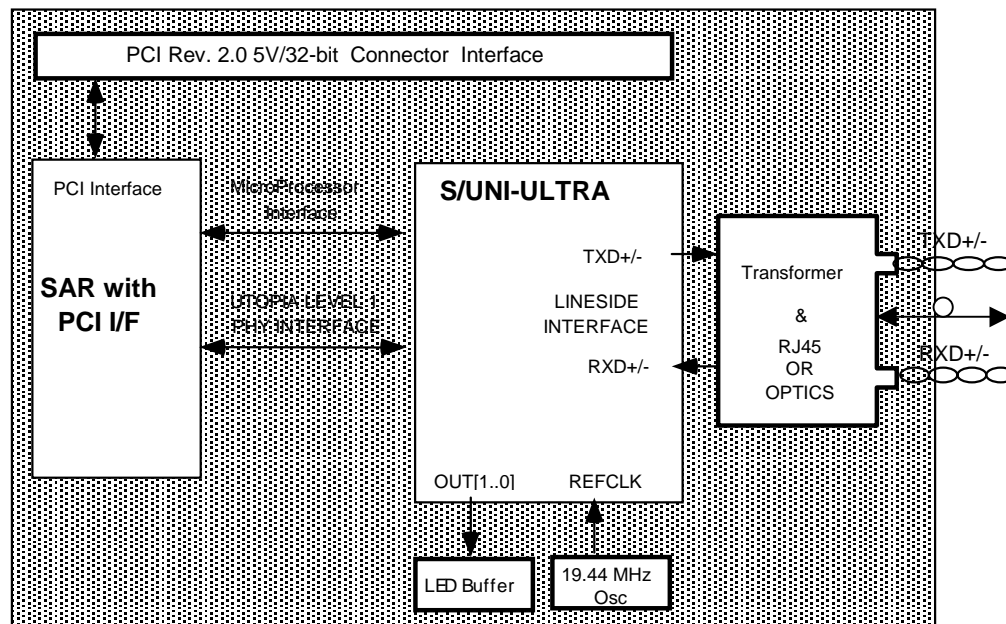 PCI Rev. 2.0 5V/32-bit Connector Interface
PCI Interface
SAR with
PCI I/F
MicroProcessor
Interface
UTOPIA LEVEL 1
PHY INTERFACE
S/UNI-ULTRA
TXD+/-
LINESIDE
INTERFACE
RXD+/-
OUT[1..0]
REFCLK
LED Buffer
19.44 MHz
Osc
Transformer
&
RJ45
OR
OPTICS
TXD+/-
RXD+/-